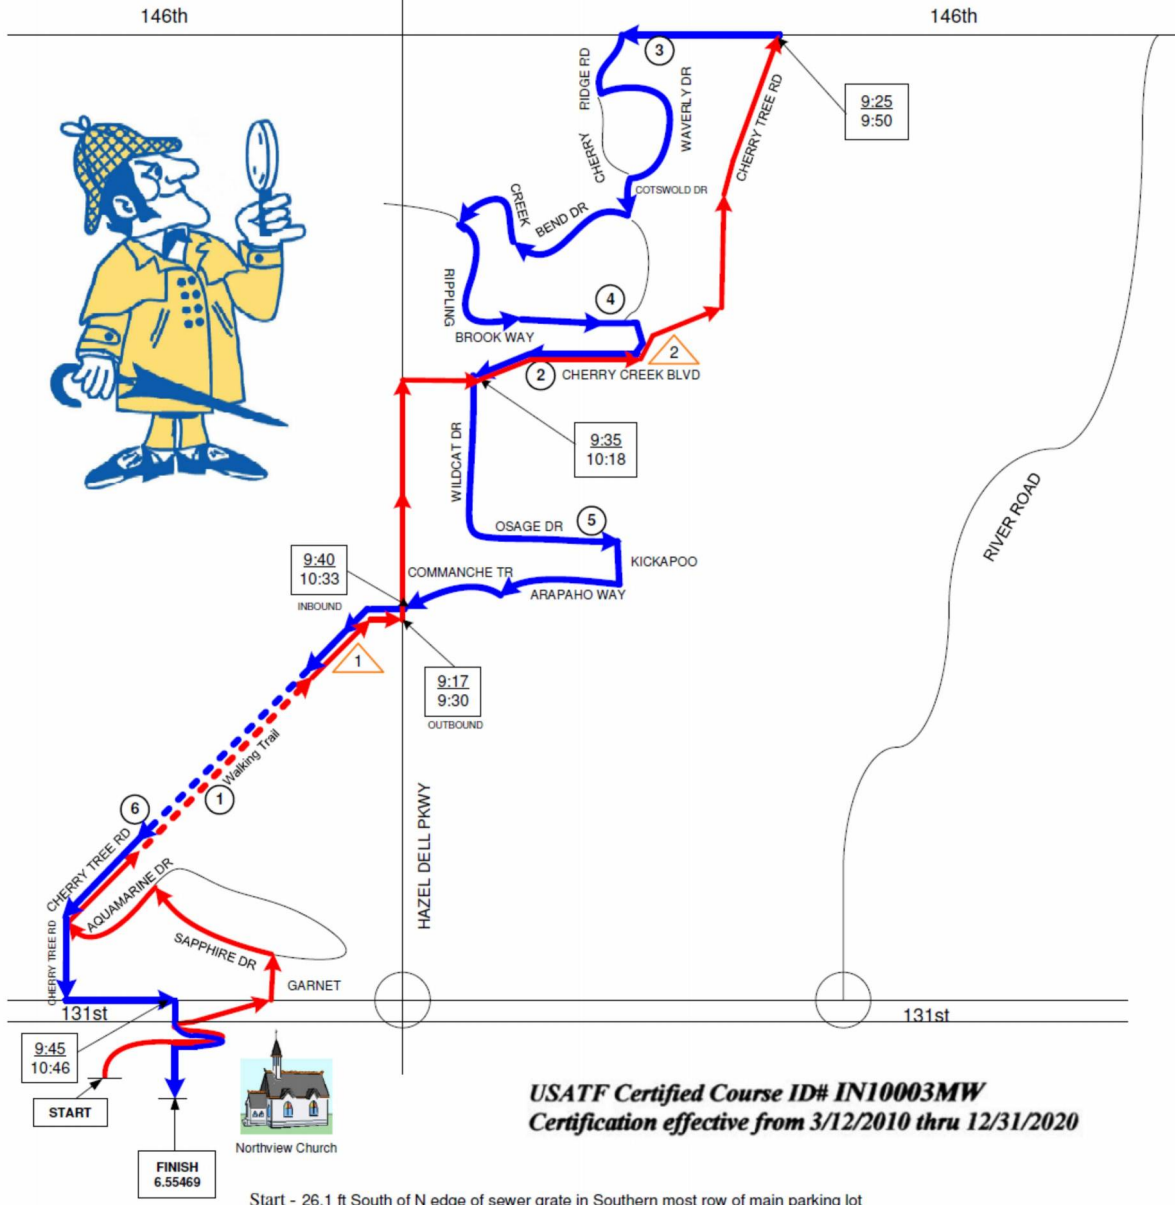 146th
146th
3
RIDGE RD
CHERRY
WAVERLY DR
CHERRY TREE RD
9:25
9:50
COTSWOLD DR
CREEK
BEND DR
RIPPLING
BROOK WAY
4
2
2
CHERRY CREEK BLVD
9:35
10:18
WILDCAT DR
OSAGE DR
5
KICKAPOO
RIVER ROAD
9:40
10:33
INBOUND
COMMANCHE TR
ARAPAHO WAY
1
9:17
9:30
OUTBOUND
Walking Trail
1
6
CHERRY TREE RD
AQUAMARINE DR
HAZEL DELL PKWY
CHERRY TREE RD
SAPPHIRE DR
GARNET
131st
131st
9:45
10:46
START
FINISH
6.55469
Northview Church
USATF Certified Course ID# IN10003MW
Certification effective from 3/12/2010 thru 12/31/2020
Start - 26.1 ft South of N edge of sewer grate in Southern most row of main parking lot